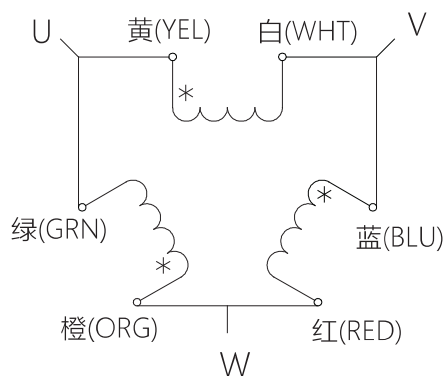 U
黄(YEL)
白(WHT)
V
*
*
绿(GRN)
蓝(BLU)
*
橙(ORG)
红(RED)
W